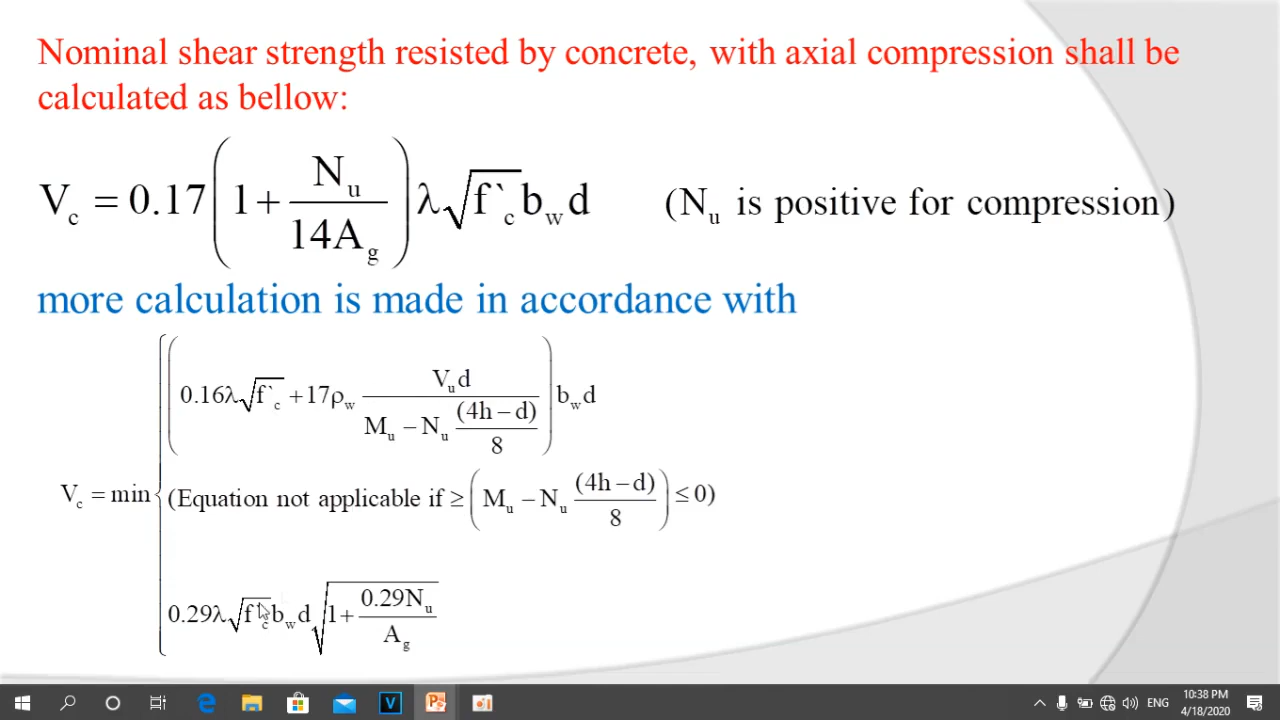 Nominal shear strength resisted by concrete, with axial compression shall be
calculated as bellow:
V_c = 0.17 (1 + N_u / 14A_g) λ √f`_c b_w d (N_u is positive for compression)
more calculation is made in accordance with
V_c = min {
(0.16λ √f`_c + 17ρ_w V_u d / (M_u − N_u (4h − d) / 8)) b_w d
(Equation not applicable if ≥ (M_u − N_u (4h − d) / 8) ≤ 0)
0.29λ √f`_c b_w d √(1 + 0.29N_u / A_g)
V
ENG
10:38 PM
4/18/2020